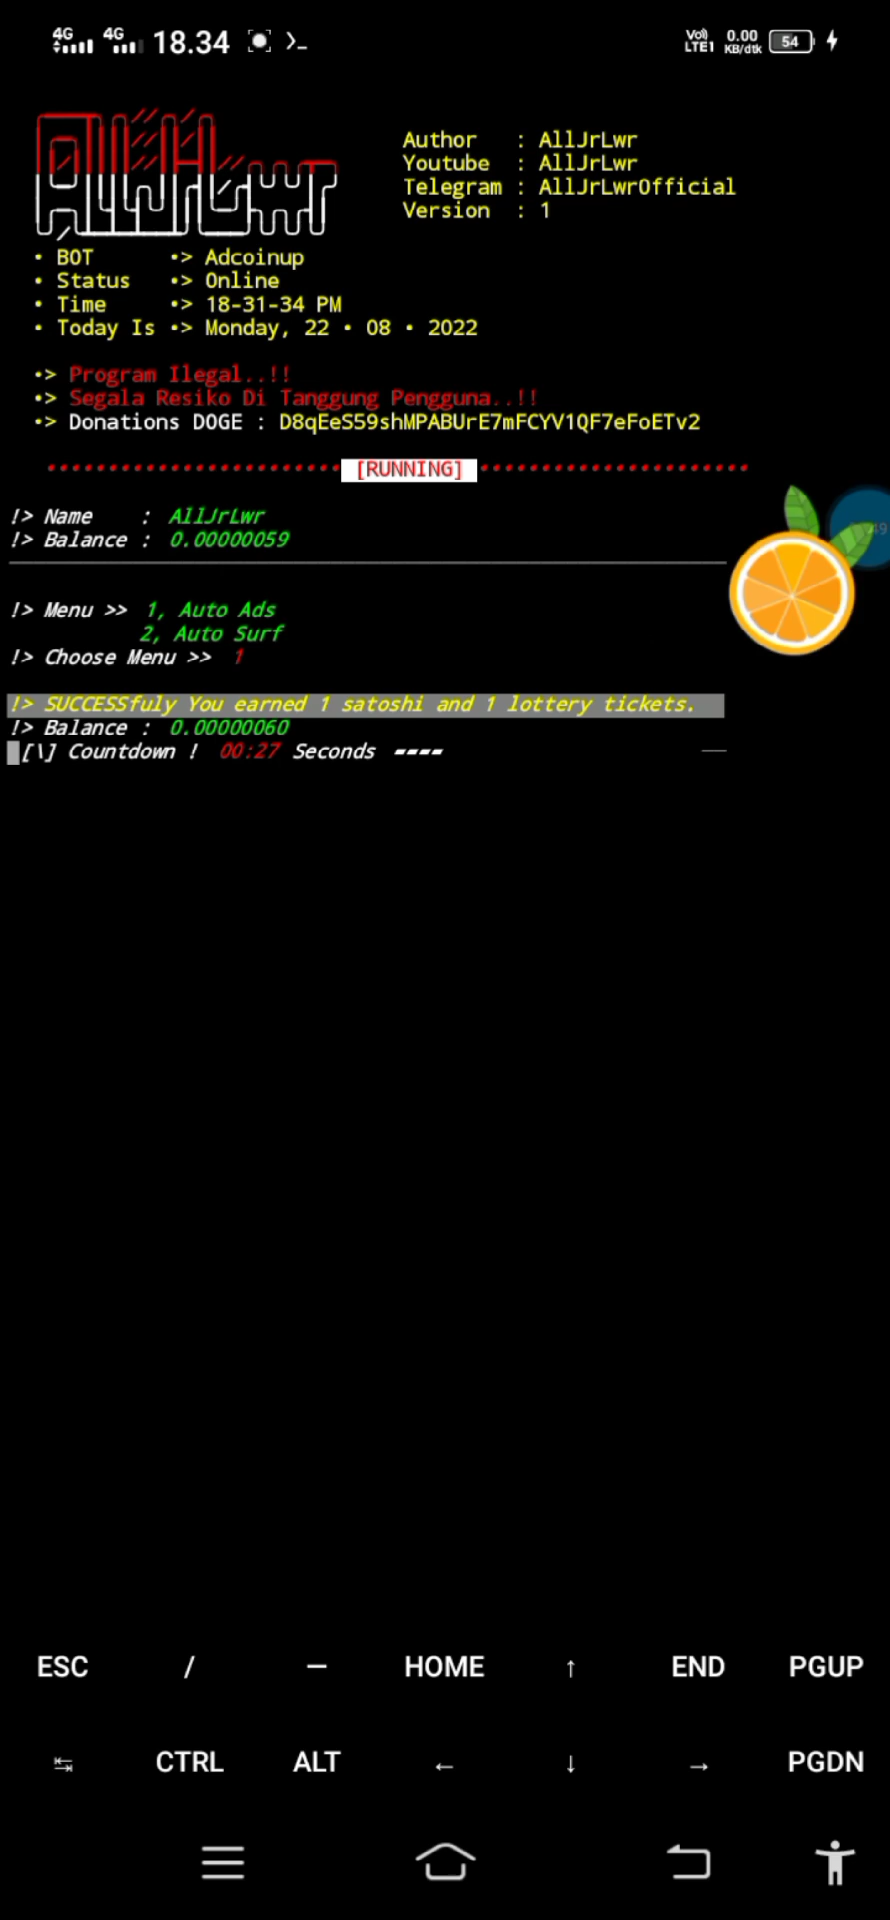 4G 4G 18.34 Vo) LTE1 0.00 KB/dtk 54
AllJrLwr
Author : AllJrLwr
Youtube : AllJrLwr
Telegram : AllJrLwrOfficial
Version : 1
• BOT •> Adcoinup
• Status •> Online
• Time •> 18-31-34 PM
• Today Is •> Monday, 22 • 08 • 2022
•> Program Ilegal..!!
•> Segala Resiko Di Tanggung Pengguna..!!
•> Donations DOGE : D8qEeS59shMPABUrE7mFCYV1QF7eFoETv2
[RUNNING]
!> Name : AllJrLwr
!> Balance : 0.00000059
!> Menu >> 1, Auto Ads
2, Auto Surf
!> Choose Menu >> 1
!> SUCCESSfuly You earned 1 satoshi and 1 lottery tickets.
!> Balance : 0.00000060
[\] Countdown ! 00:27 Seconds
ESC / — HOME ↑ END PGUP
↹ CTRL ALT ← ↓ → PGDN